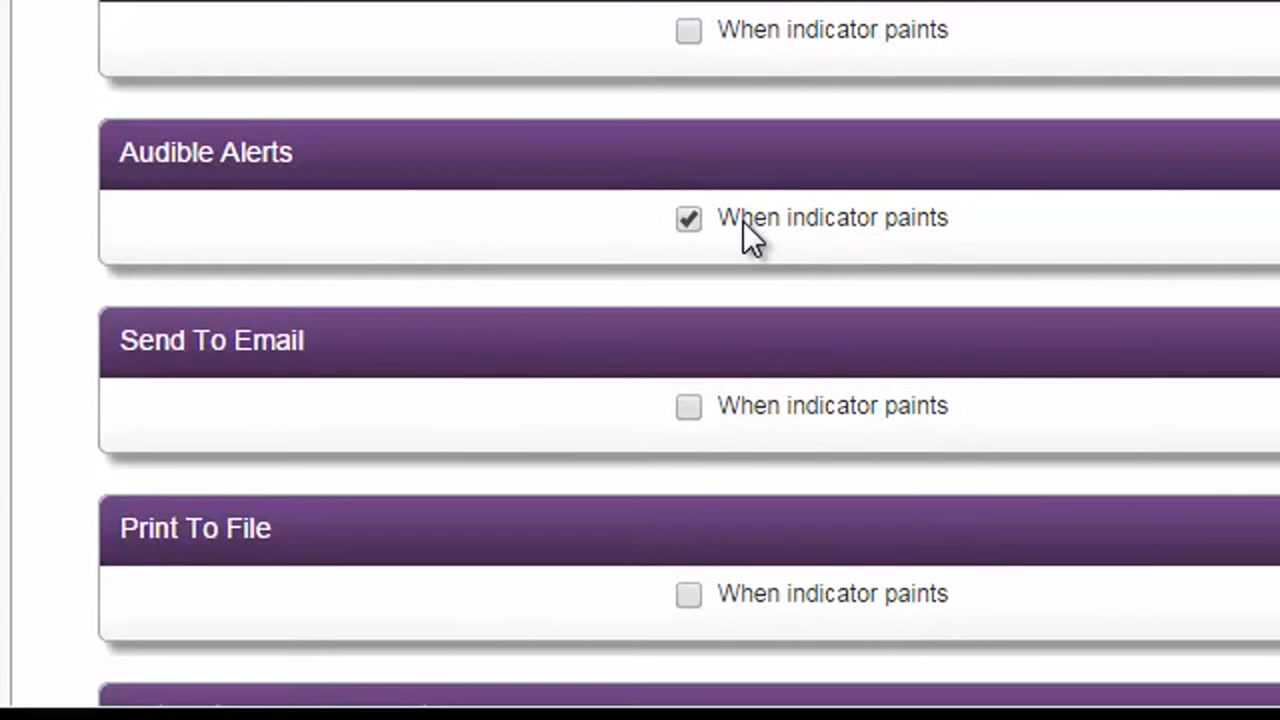 When indicator paints
Audible Alerts
When indicator paints
Send To Email
When indicator paints
Print To File
When indicator paints